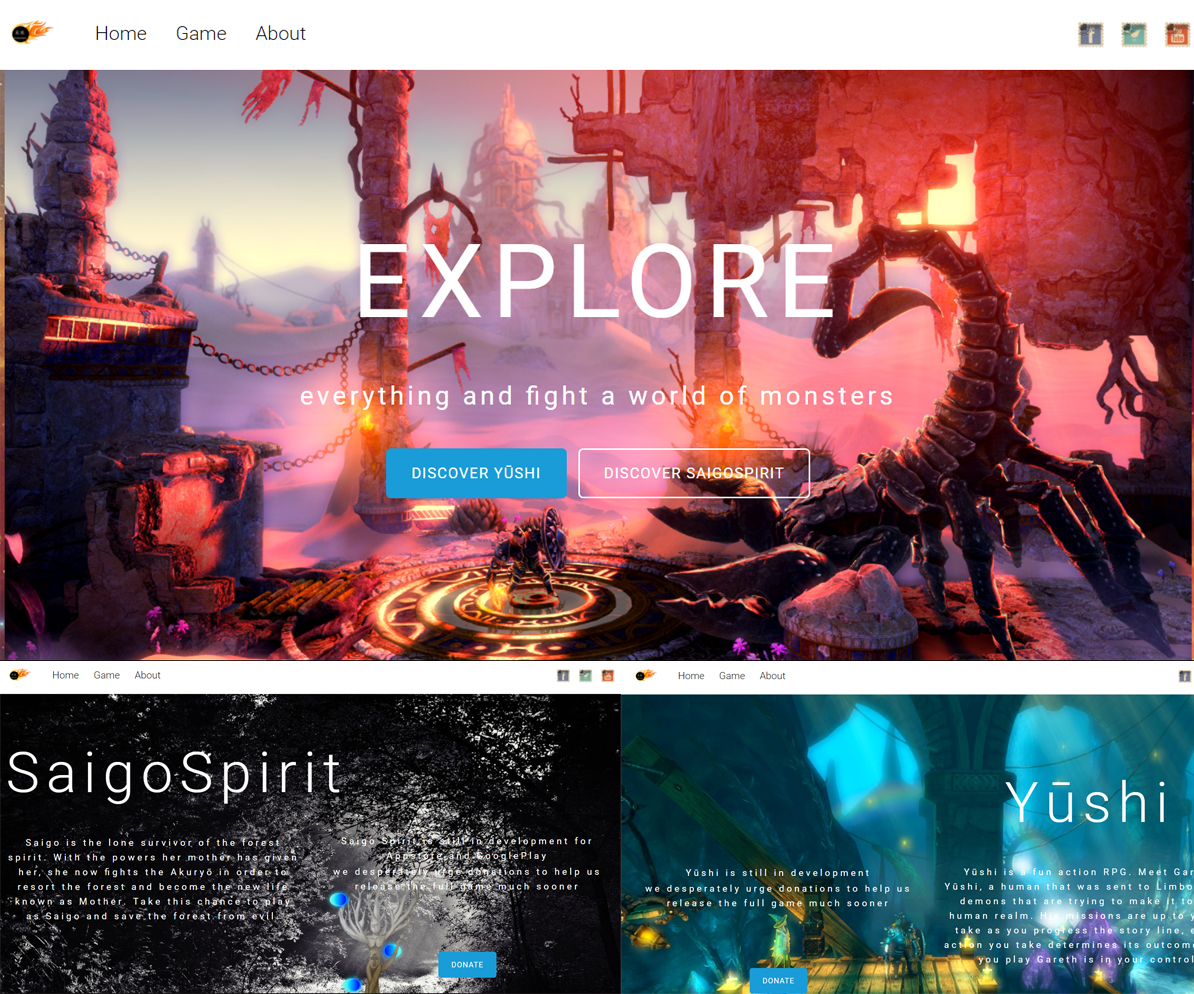 Home Game About
EXPLORE
everything and fight a world of monsters
DISCOVER YŪSHI
DISCOVER SAIGOSPIRIT
Home Game About
SaigoSpirit
Saigo is the lone survivor of the forest
spirit. With the powers her mother has given
her, she now fights the Akuryō in order to
resort the forest and become the new life
known as Mother. Take this chance to play
as Saigo and save the forest from evil.
Saigo Spirit is still in development for
Appstore and GooglePlay
we desperately urge donations to help us
release the full game much sooner
DONATE
Home Game About
Yūshi
Yūshi is still in development
we desperately urge donations to help us
release the full game much sooner
DONATE
Yūshi is a fun action RPG. Meet Gar
Yūshi, a human that was sent to Limbo
demons that are trying to make it to
human realm. His missions are up to y
take as you progress the story line, e
action you take determines its outcome
you play Gareth is in your control